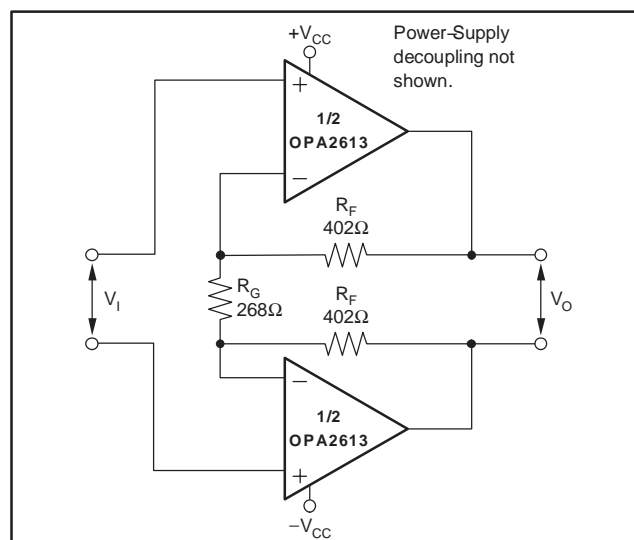 +VCC
Power-Supply
decoupling not
shown.
+
1/2
OPA2613
−
RF
402Ω
VI
RG
268Ω
RF
402Ω
VO
−
1/2
OPA2613
+
−VCC